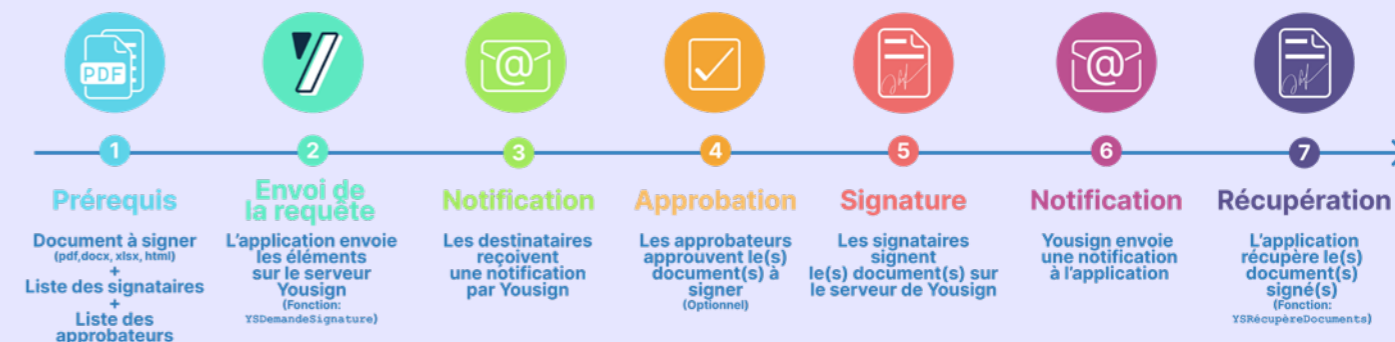 PDF
@
@
1
2
3
4
5
6
7
Prérequis
Document à signer
(pdf,docx, xlsx, html)
+
Liste des signataires
+
Liste des
approbateurs
Envoi de
la requête
L'application envoie
les éléments
sur le serveur
Yousign
(Fonction:
YSDemandeSignature)
Notification
Les destinataires
reçoivent
une notification
par Yousign
Approbation
Les approbateurs
approuvent le(s)
document(s) à
signer
(Optionnel)
Signature
Les signataires
signent
le(s) document(s) sur
le serveur de Yousign
Notification
Yousign envoie
une notification
à l'application
Récupération
L'application
récupère le(s)
document(s)
signé(s)
(Fonction:
YSRécupèreDocuments)